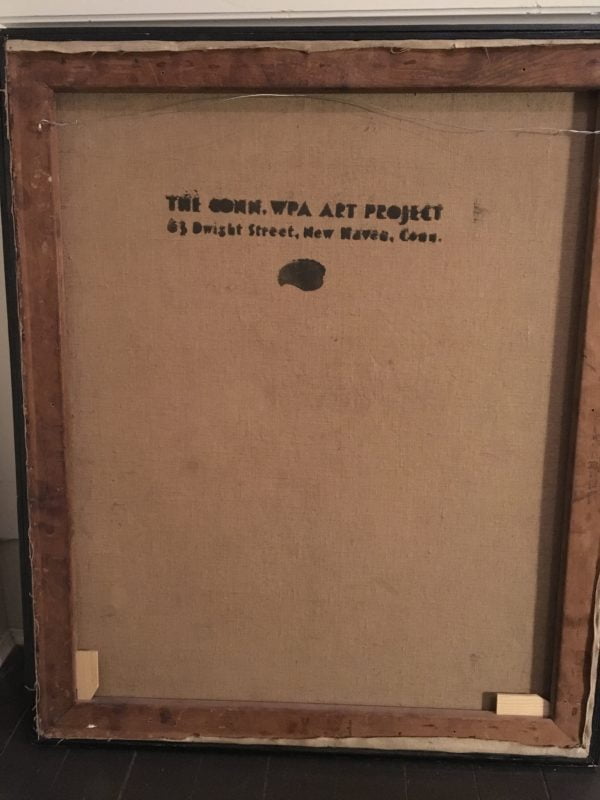 THE CONN. WPA ART PROJECT
63 Dwight Street, New Haven, Conn.